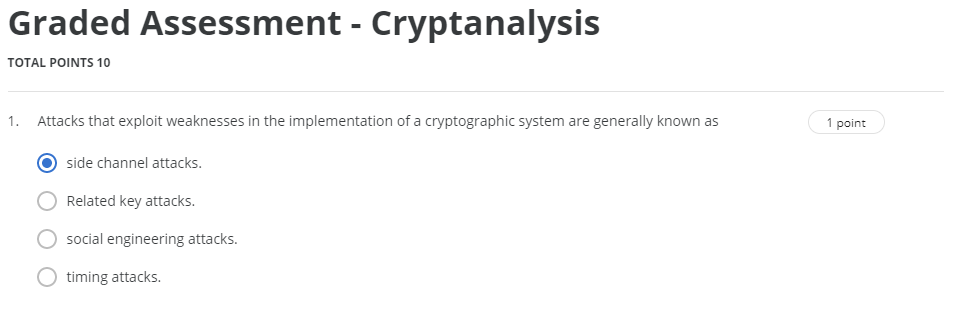 Graded Assessment - Cryptanalysis
TOTAL POINTS 10
1. Attacks that exploit weaknesses in the implementation of a cryptographic system are generally known as
1 point
side channel attacks.
Related key attacks.
social engineering attacks.
timing attacks.